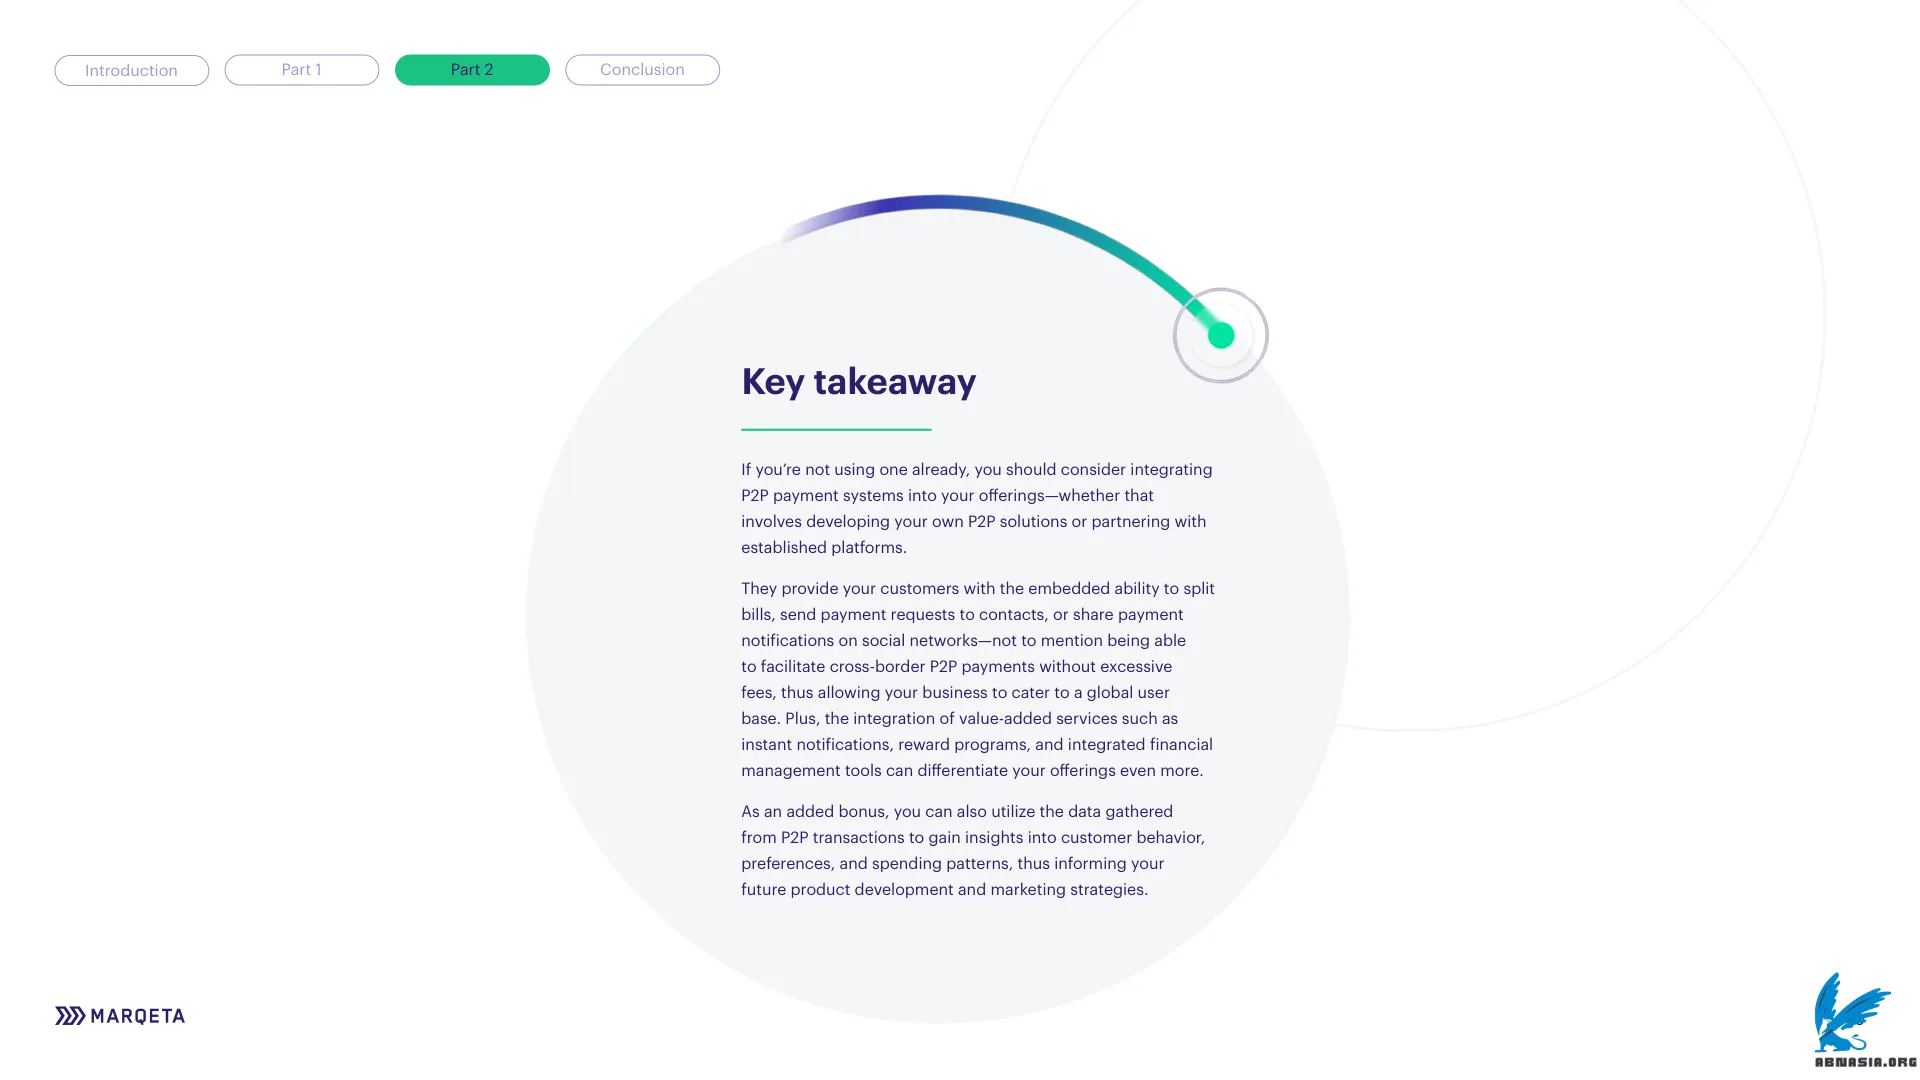 Introduction
Part 1
Part 2
Conclusion
Key takeaway
If you’re not using one already, you should consider integrating
P2P payment systems into your offerings—whether that
involves developing your own P2P solutions or partnering with
established platforms.
They provide your customers with the embedded ability to split
bills, send payment requests to contacts, or share payment
notifications on social networks—not to mention being able
to facilitate cross-border P2P payments without excessive
fees, thus allowing your business to cater to a global user
base. Plus, the integration of value-added services such as
instant notifications, reward programs, and integrated financial
management tools can differentiate your offerings even more.
As an added bonus, you can also utilize the data gathered
from P2P transactions to gain insights into customer behavior,
preferences, and spending patterns, thus informing your
future product development and marketing strategies.
MARQETA
ABNASIA.ORG